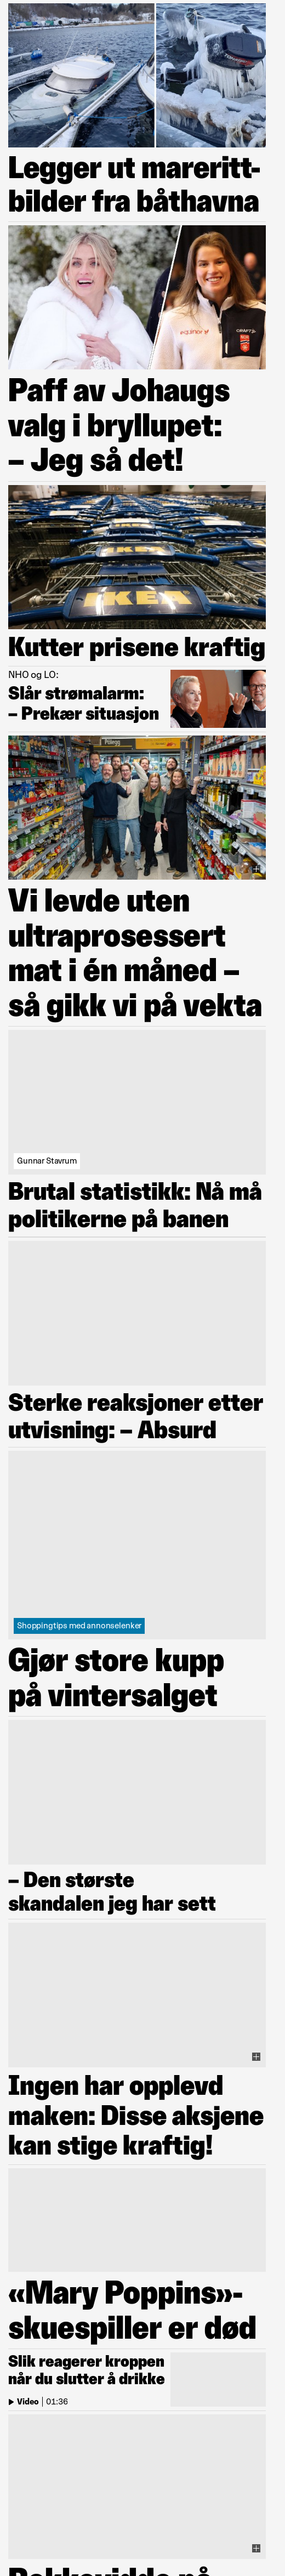 Legger ut mareritt-
bilder fra båthavna
CRAFT
Paff av Johaugs
valg i bryllupet:
– Jeg så det!
IKEA
IKEA
IKEA
Kutter prisene kraftig
NHO og LO:
Slår strømalarm:
– Prekær situasjon
Pålegg
Vi levde uten
ultraprosessert
mat i én måned –
så gikk vi på vekta
Gunnar Stavrum
Brutal statistikk: Nå må
politikerne på banen
Sterke reaksjoner etter
utvisning: – Absurd
Shoppingtips med annonselenker
Gjør store kupp
på vintersalget
– Den største
skandalen jeg har sett
Ingen har opplevd
maken: Disse aksjene
kan stige kraftig!
«Mary Poppins»-
skuespiller er død
Slik reagerer kroppen
når du slutter å drikke
Video | 01:36